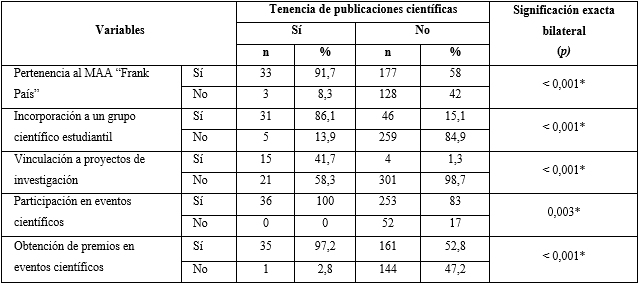 Variables Tenencia de publicaciones científicas Significación exacta bilateral (p)
Sí No
n % n %
Pertenencia al MAA “Frank País” Sí 33 91,7 177 58 < 0,001*
No 3 8,3 128 42
Incorporación a un grupo científico estudiantil Sí 31 86,1 46 15,1 < 0,001*
No 5 13,9 259 84,9
Vinculación a proyectos de investigación Sí 15 41,7 4 1,3 < 0,001*
No 21 58,3 301 98,7
Participación en eventos científicos Sí 36 100 253 83 0,003*
No 0 0 52 17
Obtención de premios en eventos científicos Sí 35 97,2 161 52,8 < 0,001*
No 1 2,8 144 47,2